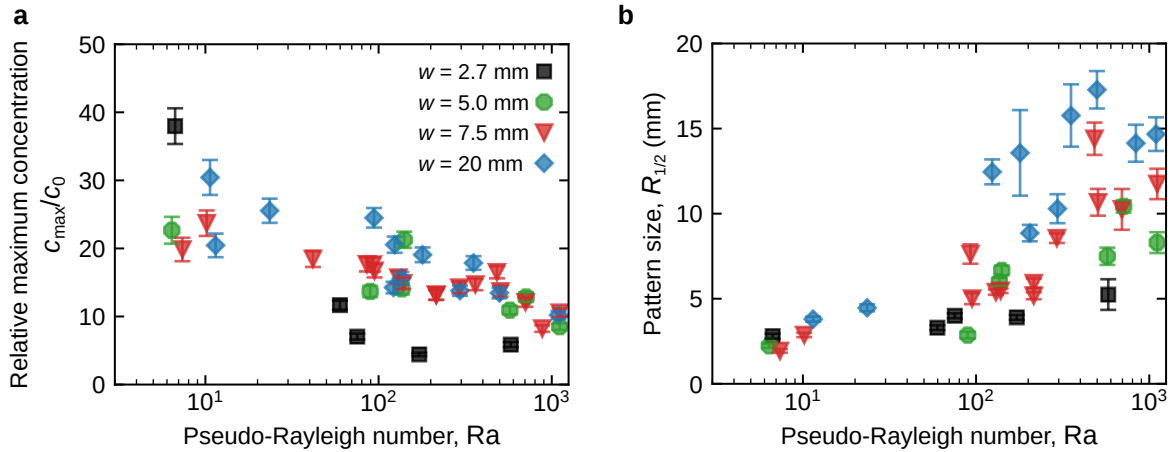 a
Relative maximum concentration
c_max/c_0
50
40
30
20
10
0
10^1
10^2
10^3
Pseudo-Rayleigh number, Ra
w = 2.7 mm
w = 5.0 mm
w = 7.5 mm
w = 20 mm
b
Pattern size, R_1/2 (mm)
20
15
10
5
0
10^1
10^2
10^3
Pseudo-Rayleigh number, Ra